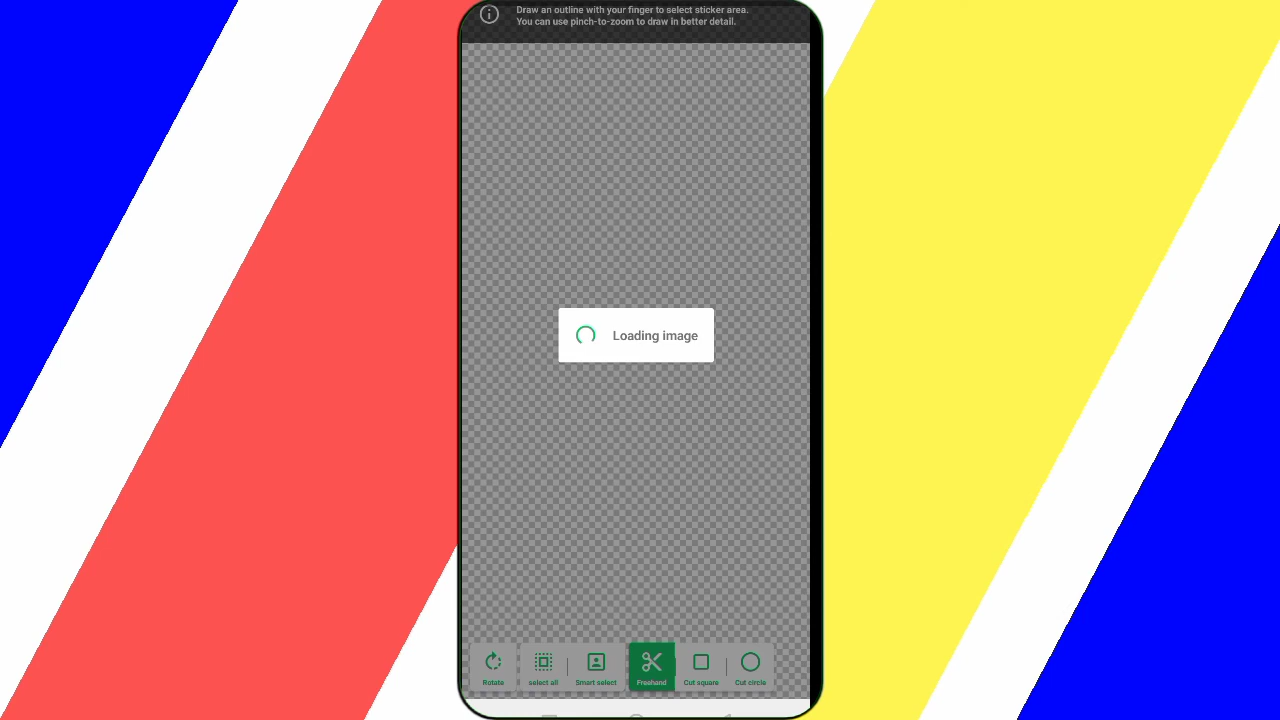 Draw an outline with your finger to select sticker area.
You can use pinch-to-zoom to draw in better detail.
Loading image
Rotate
select all
Smart select
Freehand
Cut square
Cut circle